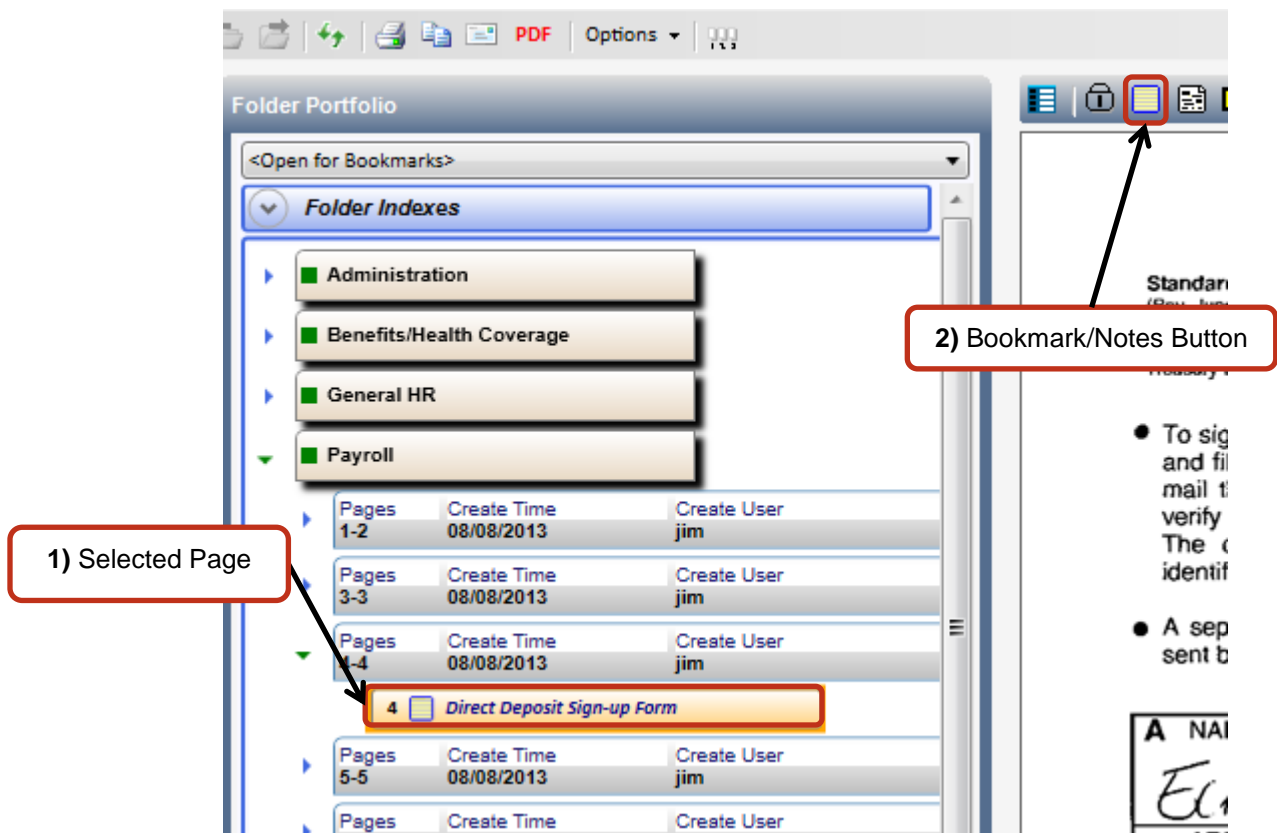 PDF Options
Folder Portfolio
<Open for Bookmarks>
Folder Indexes
Administration
Benefits/Health Coverage
General HR
Payroll
Pages Create Time Create User
1-2 08/08/2013 jim
Pages Create Time Create User
3-3 08/08/2013 jim
Pages Create Time Create User
4-4 08/08/2013 jim
4 Direct Deposit Sign-up Form
Pages Create Time Create User
5-5 08/08/2013 jim
Pages Create Time Create User
1) Selected Page
2) Bookmark/Notes Button
Standar
• To sig
and fil
mail t
verify
The
identif
• A sep
sent b
A NA